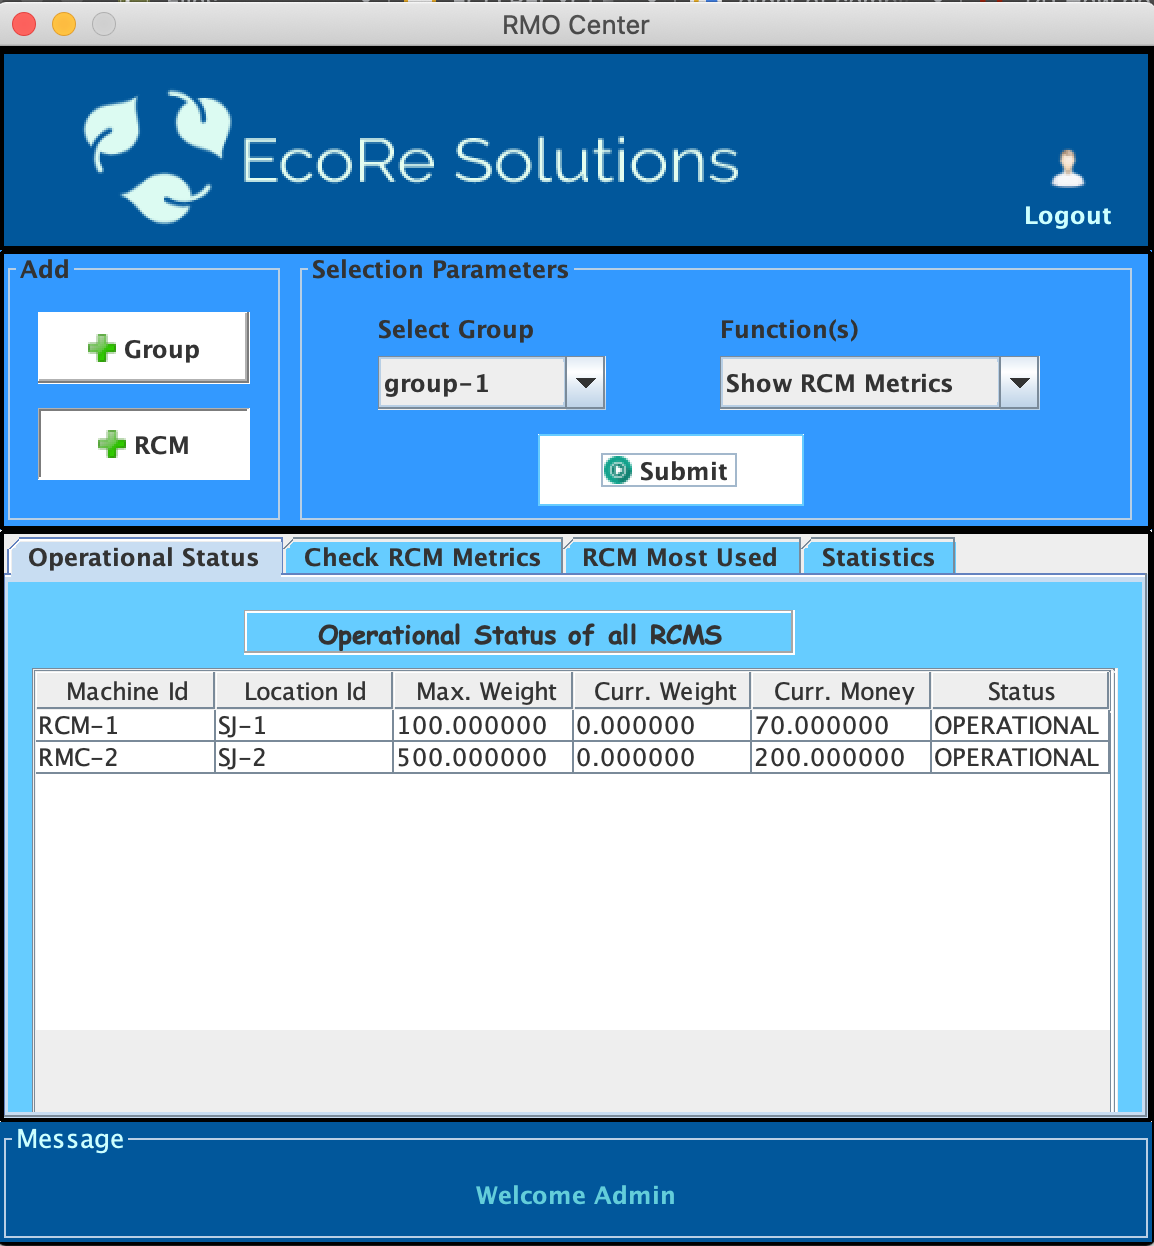 RMO Center
EcoRe Solutions
Logout
Add
Group
RCM
Selection Parameters
Select Group
Function(s)
group-1
Show RCM Metrics
Submit
Operational Status
Check RCM Metrics
RCM Most Used
Statistics
Operational Status of all RCMS
Machine Id Location Id Max. Weight Curr. Weight Curr. Money Status
RCM-1 SJ-1 100.000000 0.000000 70.000000 OPERATIONAL
RMC-2 SJ-2 500.000000 0.000000 200.000000 OPERATIONAL
Message
Welcome Admin